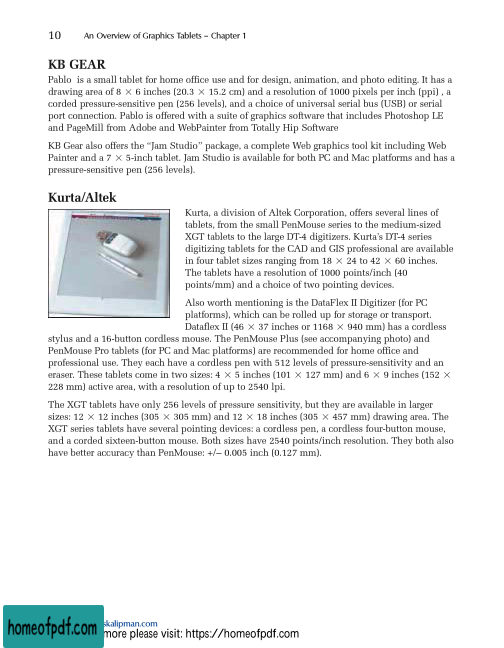 10 An Overview of Graphics Tablets – Chapter 1
KB GEAR
Pablo is a small tablet for home office use and for design, animation, and photo editing. It has a
drawing area of 8 × 6 inches (20.3 × 15.2 cm) and a resolution of 1000 pixels per inch (ppi) , a
corded pressure-sensitive pen (256 levels), and a choice of universal serial bus (USB) or serial
port connection. Pablo is offered with a suite of graphics software that includes Photoshop LE
and PageMill from Adobe and WebPainter from Totally Hip Software
KB Gear also offers the “Jam Studio” package, a complete Web graphics tool kit including Web
Painter and a 7 × 5-inch tablet. Jam Studio is available for both PC and Mac platforms and has a
pressure-sensitive pen (256 levels).
Kurta/Altek
Kurta, a division of Altek Corporation, offers several lines of
tablets, from the small PenMouse series to the medium-sized
XGT tablets to the large DT-4 digitizers. Kurta’s DT-4 series
digitizing tablets for the CAD and GIS professional are available
in four tablet sizes ranging from 18 × 24 to 42 × 60 inches.
The tablets have a resolution of 1000 points/inch (40
points/mm) and a choice of two pointing devices.
Also worth mentioning is the DataFlex II Digitizer (for PC
platforms), which can be rolled up for storage or transport.
Dataflex II (46 × 37 inches or 1168 × 940 mm) has a cordless
stylus and a 16-button cordless mouse. The PenMouse Plus (see accompanying photo) and
PenMouse Pro tablets (for PC and Mac platforms) are recommended for home office and
professional use. They each have a cordless pen with 512 levels of pressure-sensitivity and an
eraser. These tablets come in two sizes: 4 × 5 inches (101 × 127 mm) and 6 × 9 inches (152 ×
228 mm) active area, with a resolution of up to 2540 lpi.
The XGT tablets have only 256 levels of pressure sensitivity, but they are available in larger
sizes: 12 × 12 inches (305 × 305 mm) and 12 × 18 inches (305 × 457 mm) drawing area. The
XGT series tablets have several pointing devices: a cordless pen, a cordless four-button mouse,
and a corded sixteen-button mouse. Both sizes have 2540 points/inch resolution. They both also
have better accuracy than PenMouse: +/– 0.005 inch (0.127 mm).
skalipman.com
homeofpdf.com more please visit: https://homeofpdf.com